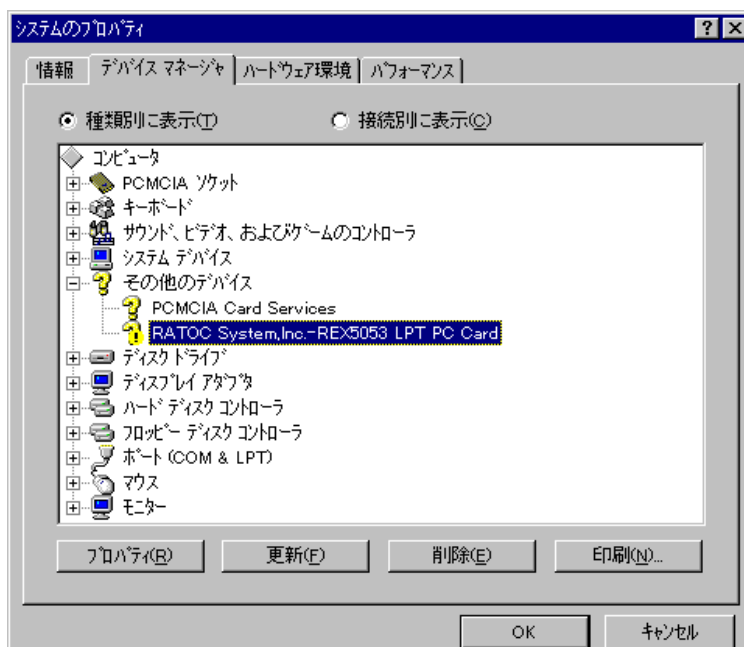 システムのプロパティ
情報 デバイス マネージャ ハードウェア環境 パフォーマンス
種類別に表示(T) 接続別に表示(C)
コンピュータ
PCMCIA ソケット
キーボード
サウンド、ビデオ、およびゲームのコントローラ
システム デバイス
その他のデバイス
PCMCIA Card Services
RATOC System,Inc.-REX5053 LPT PC Card
ディスク ドライブ
ディスプレイ アダプタ
ハード ディスク コントローラ
フロッピー ディスク コントローラ
ポート (COM & LPT)
マウス
モニター
プロパティ(R) 更新(F) 削除(E) 印刷(N)...
OK キャンセル